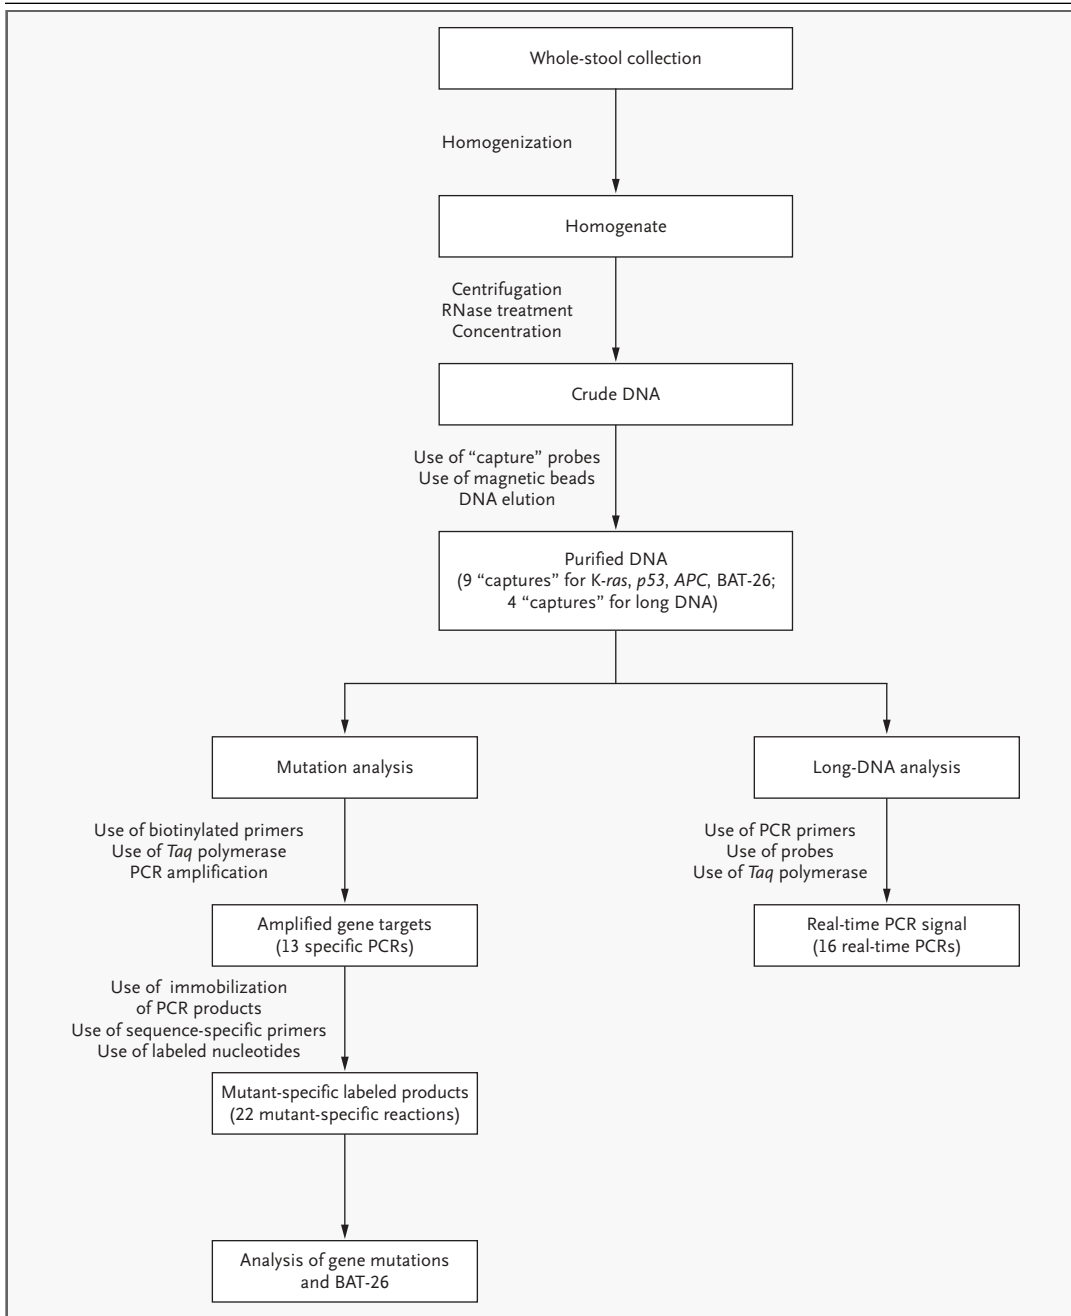 Whole-stool collection
Homogenization
Homogenate
Centrifugation
RNase treatment
Concentration
Crude DNA
Use of “capture” probes
Use of magnetic beads
DNA elution
Purified DNA
(9 “captures” for K-ras, p53, APC, BAT-26;
4 “captures” for long DNA)
Mutation analysis
Use of biotinylated primers
Use of Taq polymerase
PCR amplification
Amplified gene targets
(13 specific PCRs)
Use of immobilization
of PCR products
Use of sequence-specific primers
Use of labeled nucleotides
Mutant-specific labeled products
(22 mutant-specific reactions)
Analysis of gene mutations
and BAT-26
Long-DNA analysis
Use of PCR primers
Use of probes
Use of Taq polymerase
Real-time PCR signal
(16 real-time PCRs)